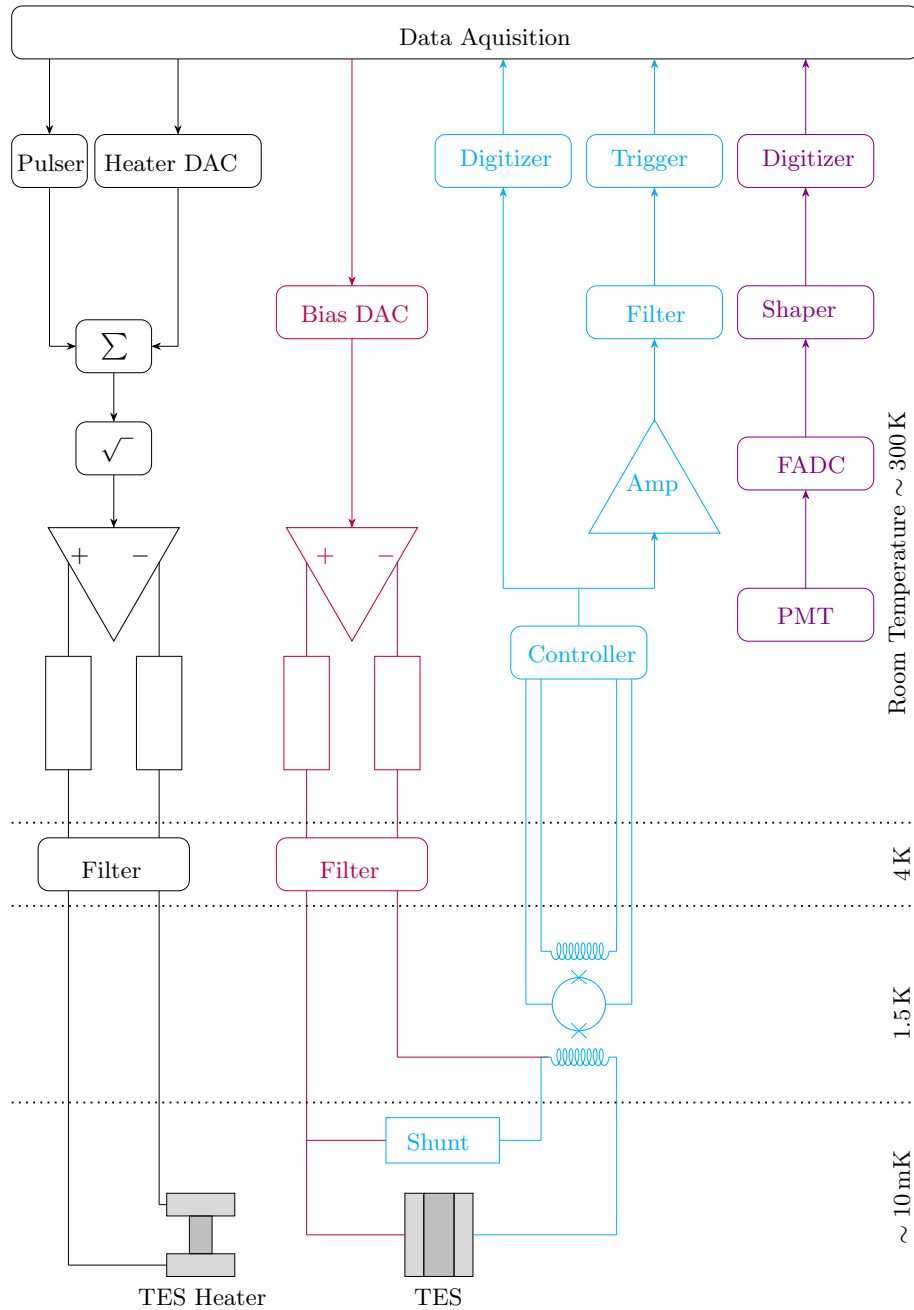 Data Aquisition
Pulser
Heater DAC
Digitizer
Trigger
Digitizer
Bias DAC
Filter
Shaper
∑
√
Amp
FADC
+ −
+ −
PMT
Controller
Room Temperature ∼ 300 K
Filter
Filter
4 K
1.5 K
Shunt
∼ 10 mK
TES Heater
TES